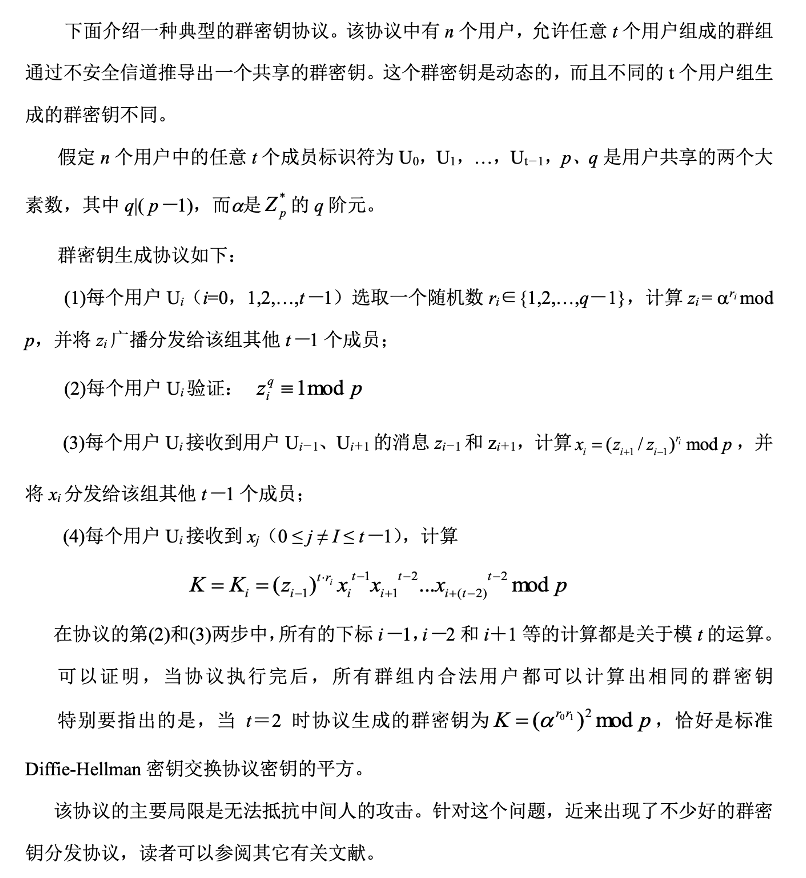 下面介绍一种典型的群密钥协议。该协议中有 n 个用户，允许任意 t 个用户组成的群组
通过不安全信道推导出一个共享的群密钥。这个群密钥是动态的，而且不同的 t 个用户组生
成的群密钥不同。
假定 n 个用户中的任意 t 个成员标识符为 U₀，U₁，…，Uₜ₋₁，p、q 是用户共享的两个大
素数，其中 q|( p－1)，而α是 Z_p^* 的 q 阶元。
群密钥生成协议如下：
(1)每个用户 U_i（i=0，1,2,…,t－1）选取一个随机数 r_i∈{1,2,…,q－1}，计算 z_i = α^{r_i} mod
p，并将 z_i 广播分发给该组其他 t－1 个成员；
(2)每个用户 U_i 验证： z_i^q ≡ 1mod p
(3)每个用户 U_i 接收到用户 U_{i−1}、U_{i+1} 的消息 z_{i−1} 和 z_{i+1}，计算 x_i = (z_{i+1} / z_{i−1})^{r_i} mod p，并
将 x_i 分发给该组其他 t－1 个成员；
(4)每个用户 U_i 接收到 x_j（0 ≤ j ≠ I ≤ t－1），计算
K = K_i = (z_{i−1})^{t·r_i} x_i^{t−1} x_{i+1}^{t−2} ... x_{i+(t−2)}^{t−2} mod p
在协议的第(2)和(3)两步中，所有的下标 i－1，i－2 和 i＋1 等的计算都是关于模 t 的运算。
可以证明，当协议执行完后，所有群组内合法用户都可以计算出相同的群密钥
特别要指出的是，当 t＝2 时协议生成的群密钥为 K = (α^{r_0r_1})^2 mod p，恰好是标准
Diffie-Hellman 密钥交换协议密钥的平方。
该协议的主要局限是无法抵抗中间人的攻击。针对这个问题，近来出现了不少好的群密
钥分发协议，读者可以参阅其它有关文献。